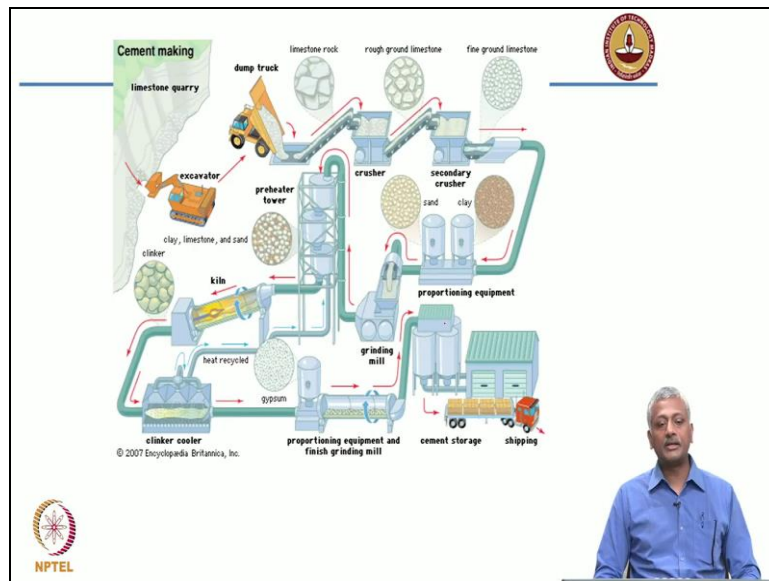 Cement making
limestone quarry
dump truck
limestone rock
rough ground limestone
fine ground limestone
excavator
crusher
secondary
crusher
preheater
tower
clay, limestone, and sand
sand
clay
proportioning equipment
clinker
kiln
grinding
mill
heat recycled
gypsum
clinker cooler
proportioning equipment and
finish grinding mill
cement storage
shipping
© 2007 Encyclopædia Britannica, Inc.
NPTEL